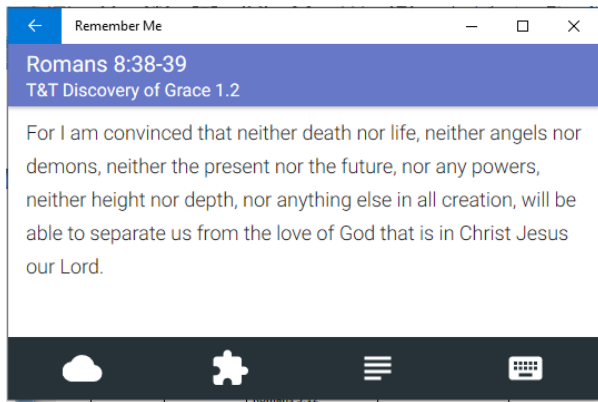 Remember Me
Romans 8:38-39
T&T Discovery of Grace 1.2
For I am convinced that neither death nor life, neither angels nor
demons, neither the present nor the future, nor any powers,
neither height nor depth, nor anything else in all creation, will be
able to separate us from the love of God that is in Christ Jesus
our Lord.